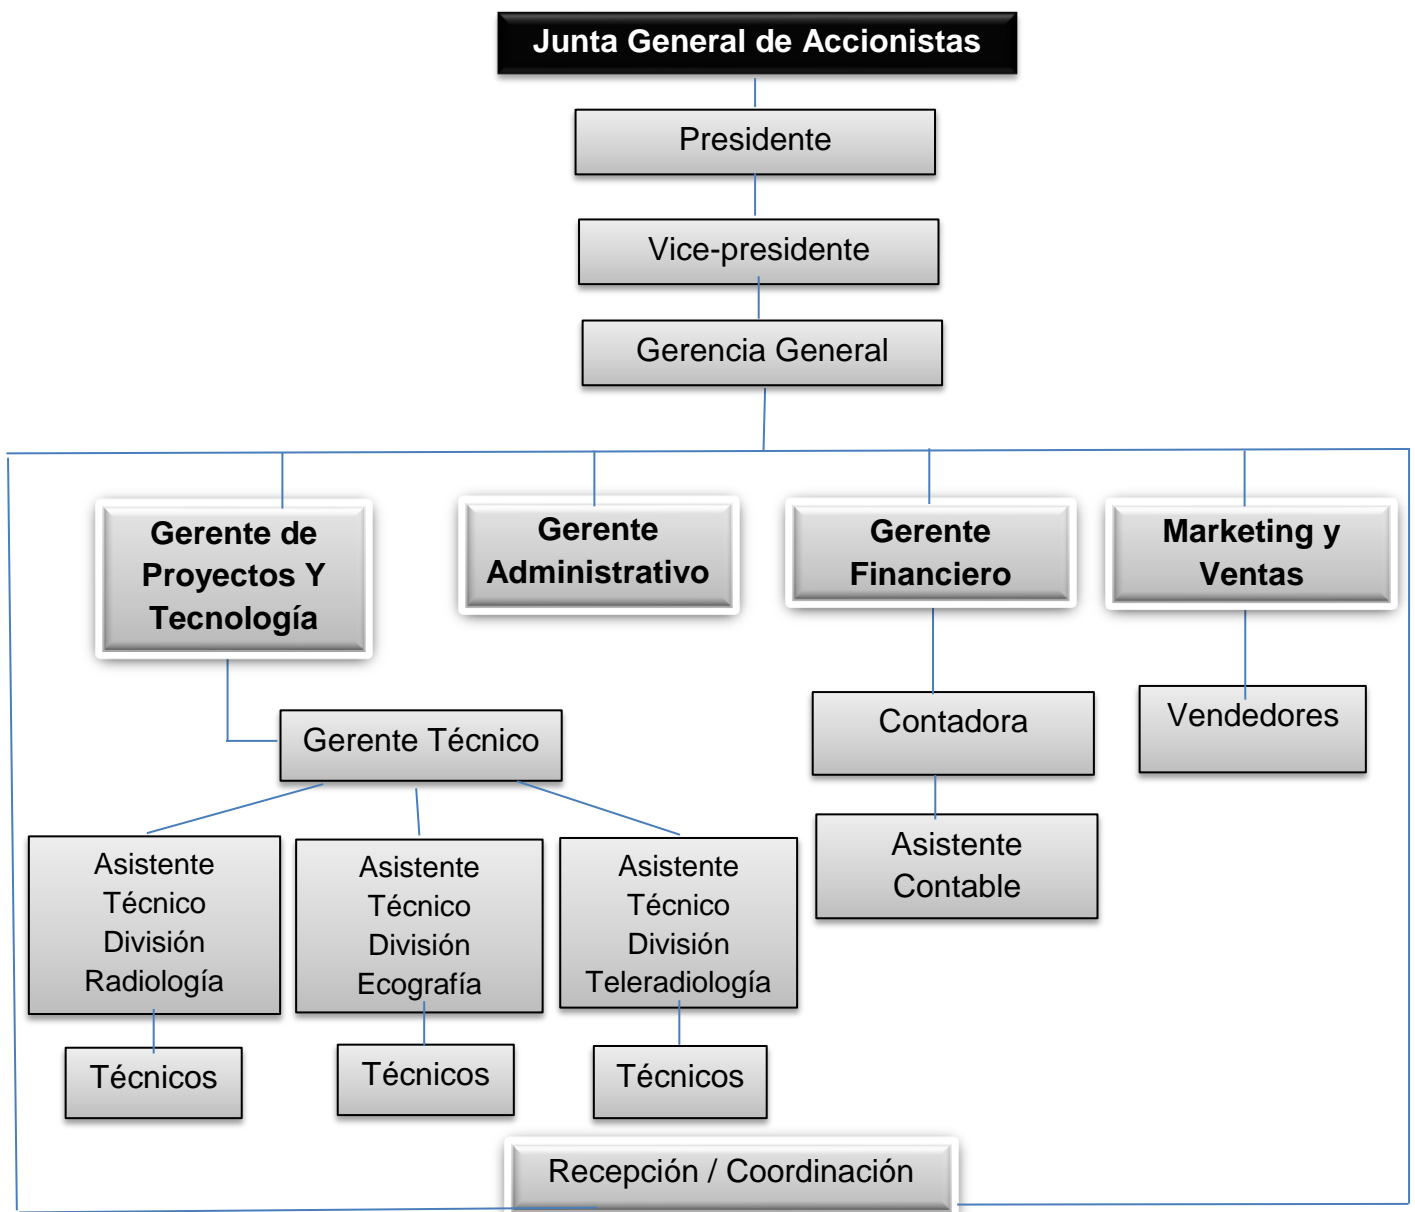 Junta General de Accionistas
Presidente
Vice-presidente
Gerencia General
Gerente de
Proyectos Y
Tecnología
Gerente
Administrativo
Gerente
Financiero
Marketing y
Ventas
Gerente Técnico
Contadora
Vendedores
Asistente
Técnico
División
Radiología
Asistente
Técnico
División
Ecografía
Asistente
Técnico
División
Teleradiología
Asistente
Contable
Técnicos
Técnicos
Técnicos
Recepción / Coordinación